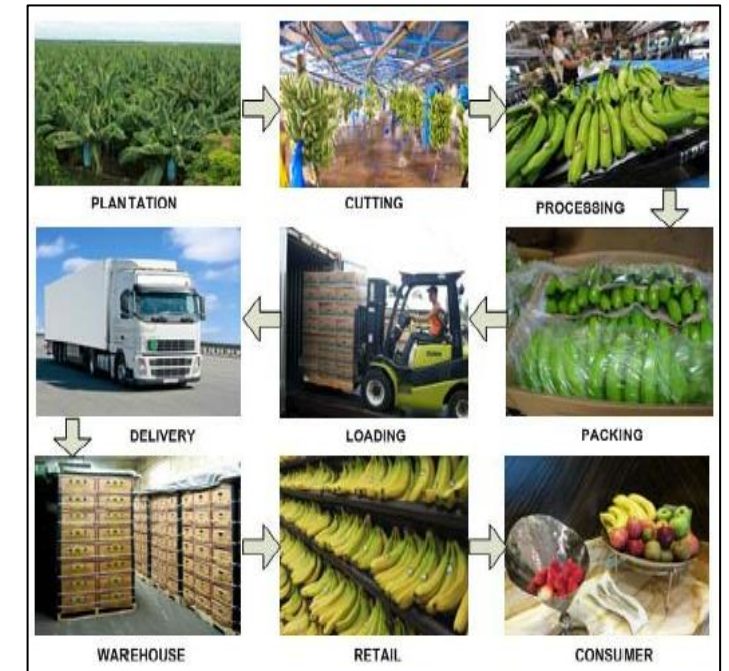 PLANTATION
CUTTING
PROCESSING
DELIVERY
LOADING
PACKING
WAREHOUSE
RETAIL
CONSUMER